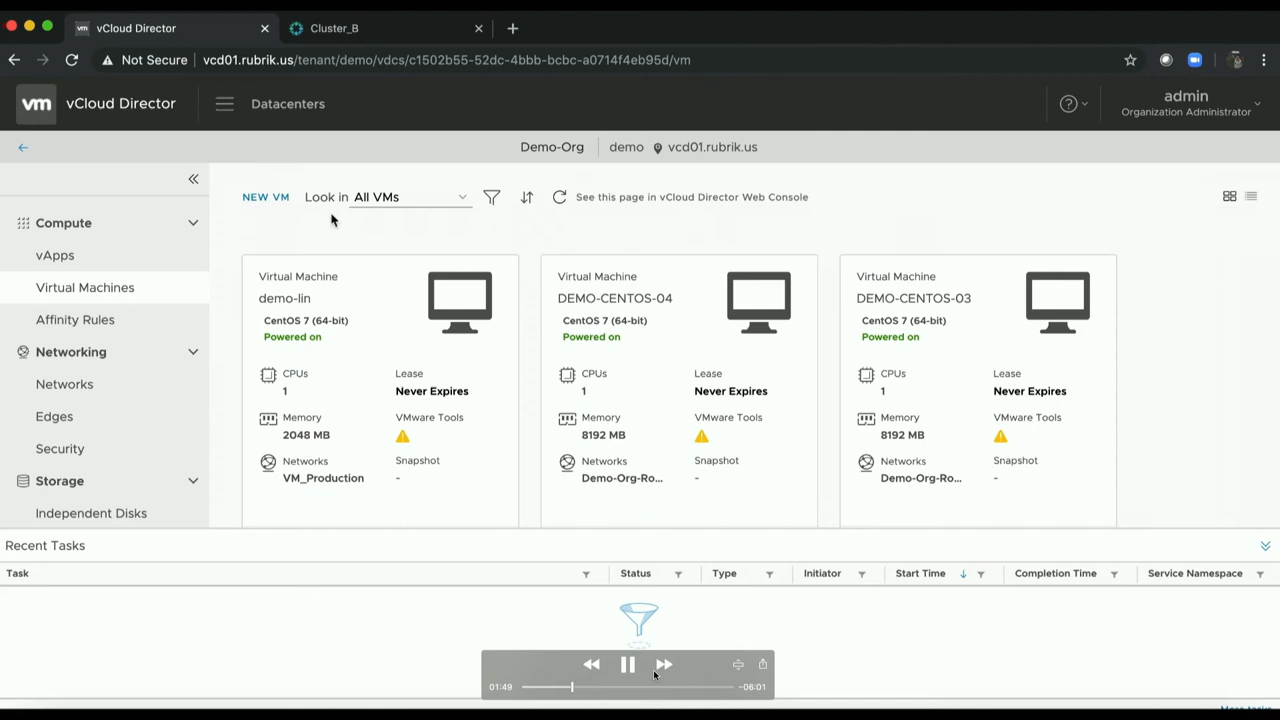 vm vCloud Director
Cluster_B
Not Secure vcd01.rubrik.us/tenant/demo/vdcs/c1502b55-52dc-4bbb-bcbc-a0714f4eb95d/vm
vm vCloud Director Datacenters
admin
Organization Administrator
Demo-Org demo vcd01.rubrik.us
NEW VM Look in All VMs See this page in vCloud Director Web Console
Compute
vApps
Virtual Machines
Affinity Rules
Networking
Networks
Edges
Security
Storage
Independent Disks
Virtual Machine
demo-lin
CentOS 7 (64-bit)
Powered on
CPUs
1
Lease
Never Expires
Memory
2048 MB
VMware Tools
Networks
VM_Production
Snapshot
-
Virtual Machine
DEMO-CENTOS-04
CentOS 7 (64-bit)
Powered on
CPUs
1
Lease
Never Expires
Memory
8192 MB
VMware Tools
Networks
Demo-Org-Ro...
Snapshot
-
Virtual Machine
DEMO-CENTOS-03
CentOS 7 (64-bit)
Powered on
CPUs
1
Lease
Never Expires
Memory
8192 MB
VMware Tools
Networks
Demo-Org-Ro...
Snapshot
-
Recent Tasks
Task Status Type Initiator Start Time Completion Time Service Namespace
01:49 -06:01